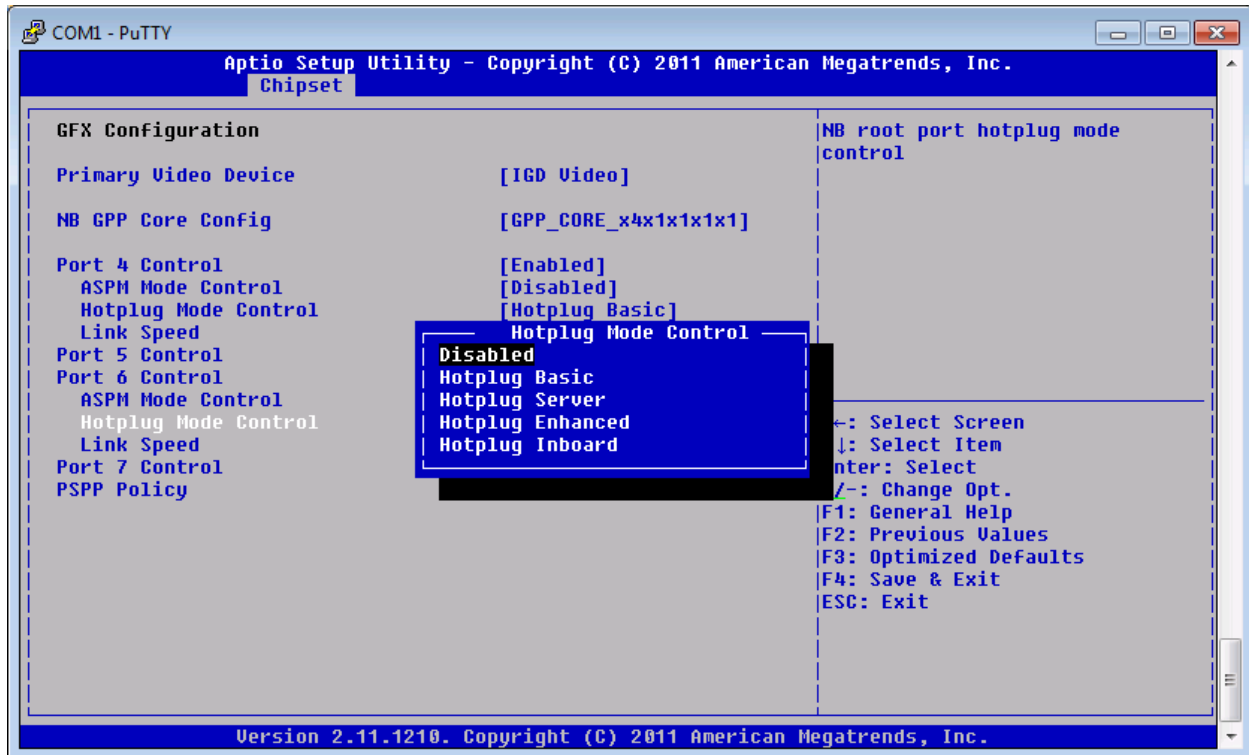 COM1 - PuTTY
Aptio Setup Utility - Copyright (C) 2011 American Megatrends, Inc.
Chipset
GFX Configuration
NB root port hotplug mode
control
Primary Video Device [IGD Video]
NB GPP Core Config [GPP_CORE_x4x1x1x1x1]
Port 4 Control [Enabled]
ASPM Mode Control [Disabled]
Hotplug Mode Control [Hotplug Basic]
Link Speed
Port 5 Control
Port 6 Control
ASPM Mode Control
Hotplug Mode Control
Link Speed
Port 7 Control
PSPP Policy
Hotplug Mode Control
Disabled
Hotplug Basic
Hotplug Server
Hotplug Enhanced
Hotplug Inboard
←: Select Screen
↓: Select Item
nter: Select
/-: Change Opt.
F1: General Help
F2: Previous Values
F3: Optimized Defaults
F4: Save & Exit
ESC: Exit
Version 2.11.1210. Copyright (C) 2011 American Megatrends, Inc.